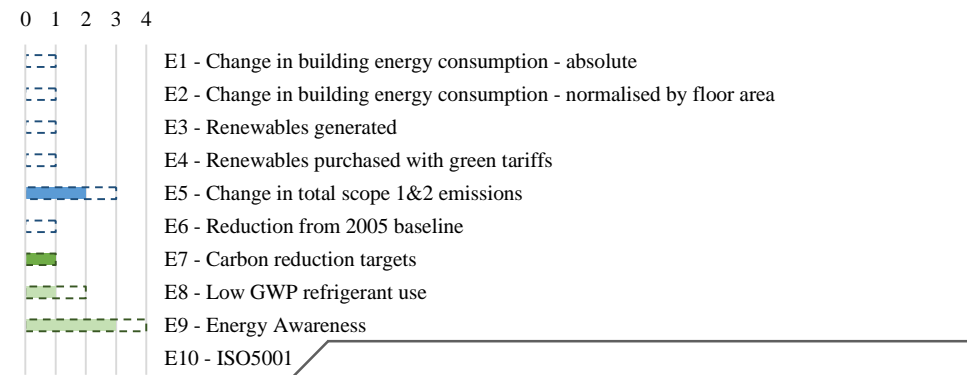 0 1 2 3 4
E1 - Change in building energy consumption - absolute
E2 - Change in building energy consumption - normalised by floor area
E3 - Renewables generated
E4 - Renewables purchased with green tariffs
E5 - Change in total scope 1&2 emissions
E6 - Reduction from 2005 baseline
E7 - Carbon reduction targets
E8 - Low GWP refrigerant use
E9 - Energy Awareness
E10 - ISO5001